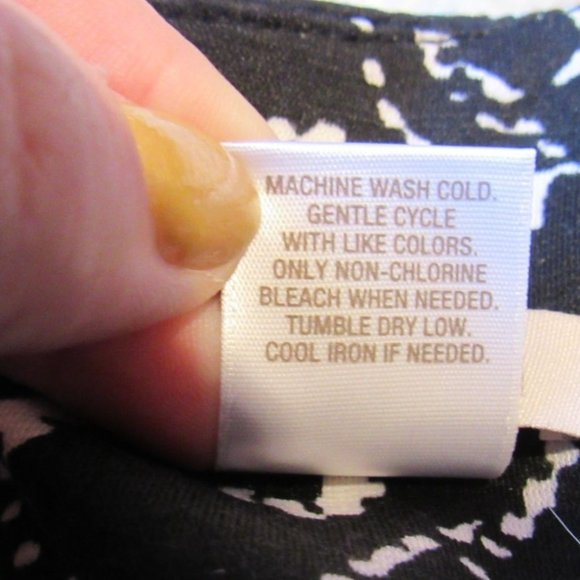 MACHINE WASH COLD.
GENTLE CYCLE
WITH LIKE COLORS.
ONLY NON-CHLORINE
BLEACH WHEN NEEDED.
TUMBLE DRY LOW.
COOL IRON IF NEEDED.